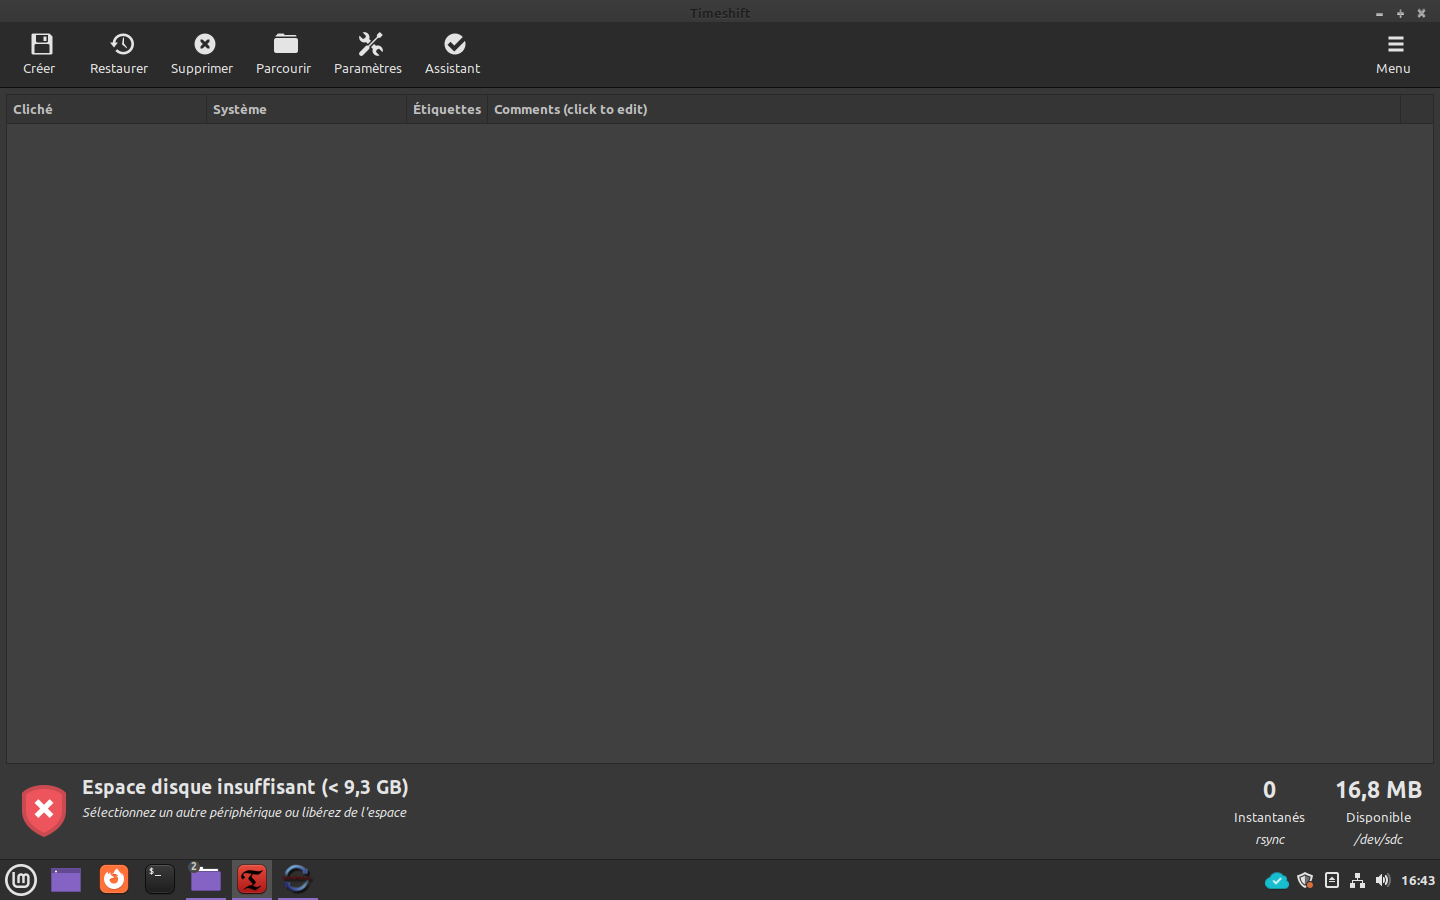 Timeshift
Créer
Restaurer
Supprimer
Parcourir
Paramètres
Assistant
Menu
Cliché
Système
Étiquettes
Comments (click to edit)
Espace disque insuffisant (< 9,3 GB)
Sélectionnez un autre périphérique ou libérez de l'espace
0
Instantanés
rsync
16,8 MB
Disponible
/dev/sdc
$_
2
16:43